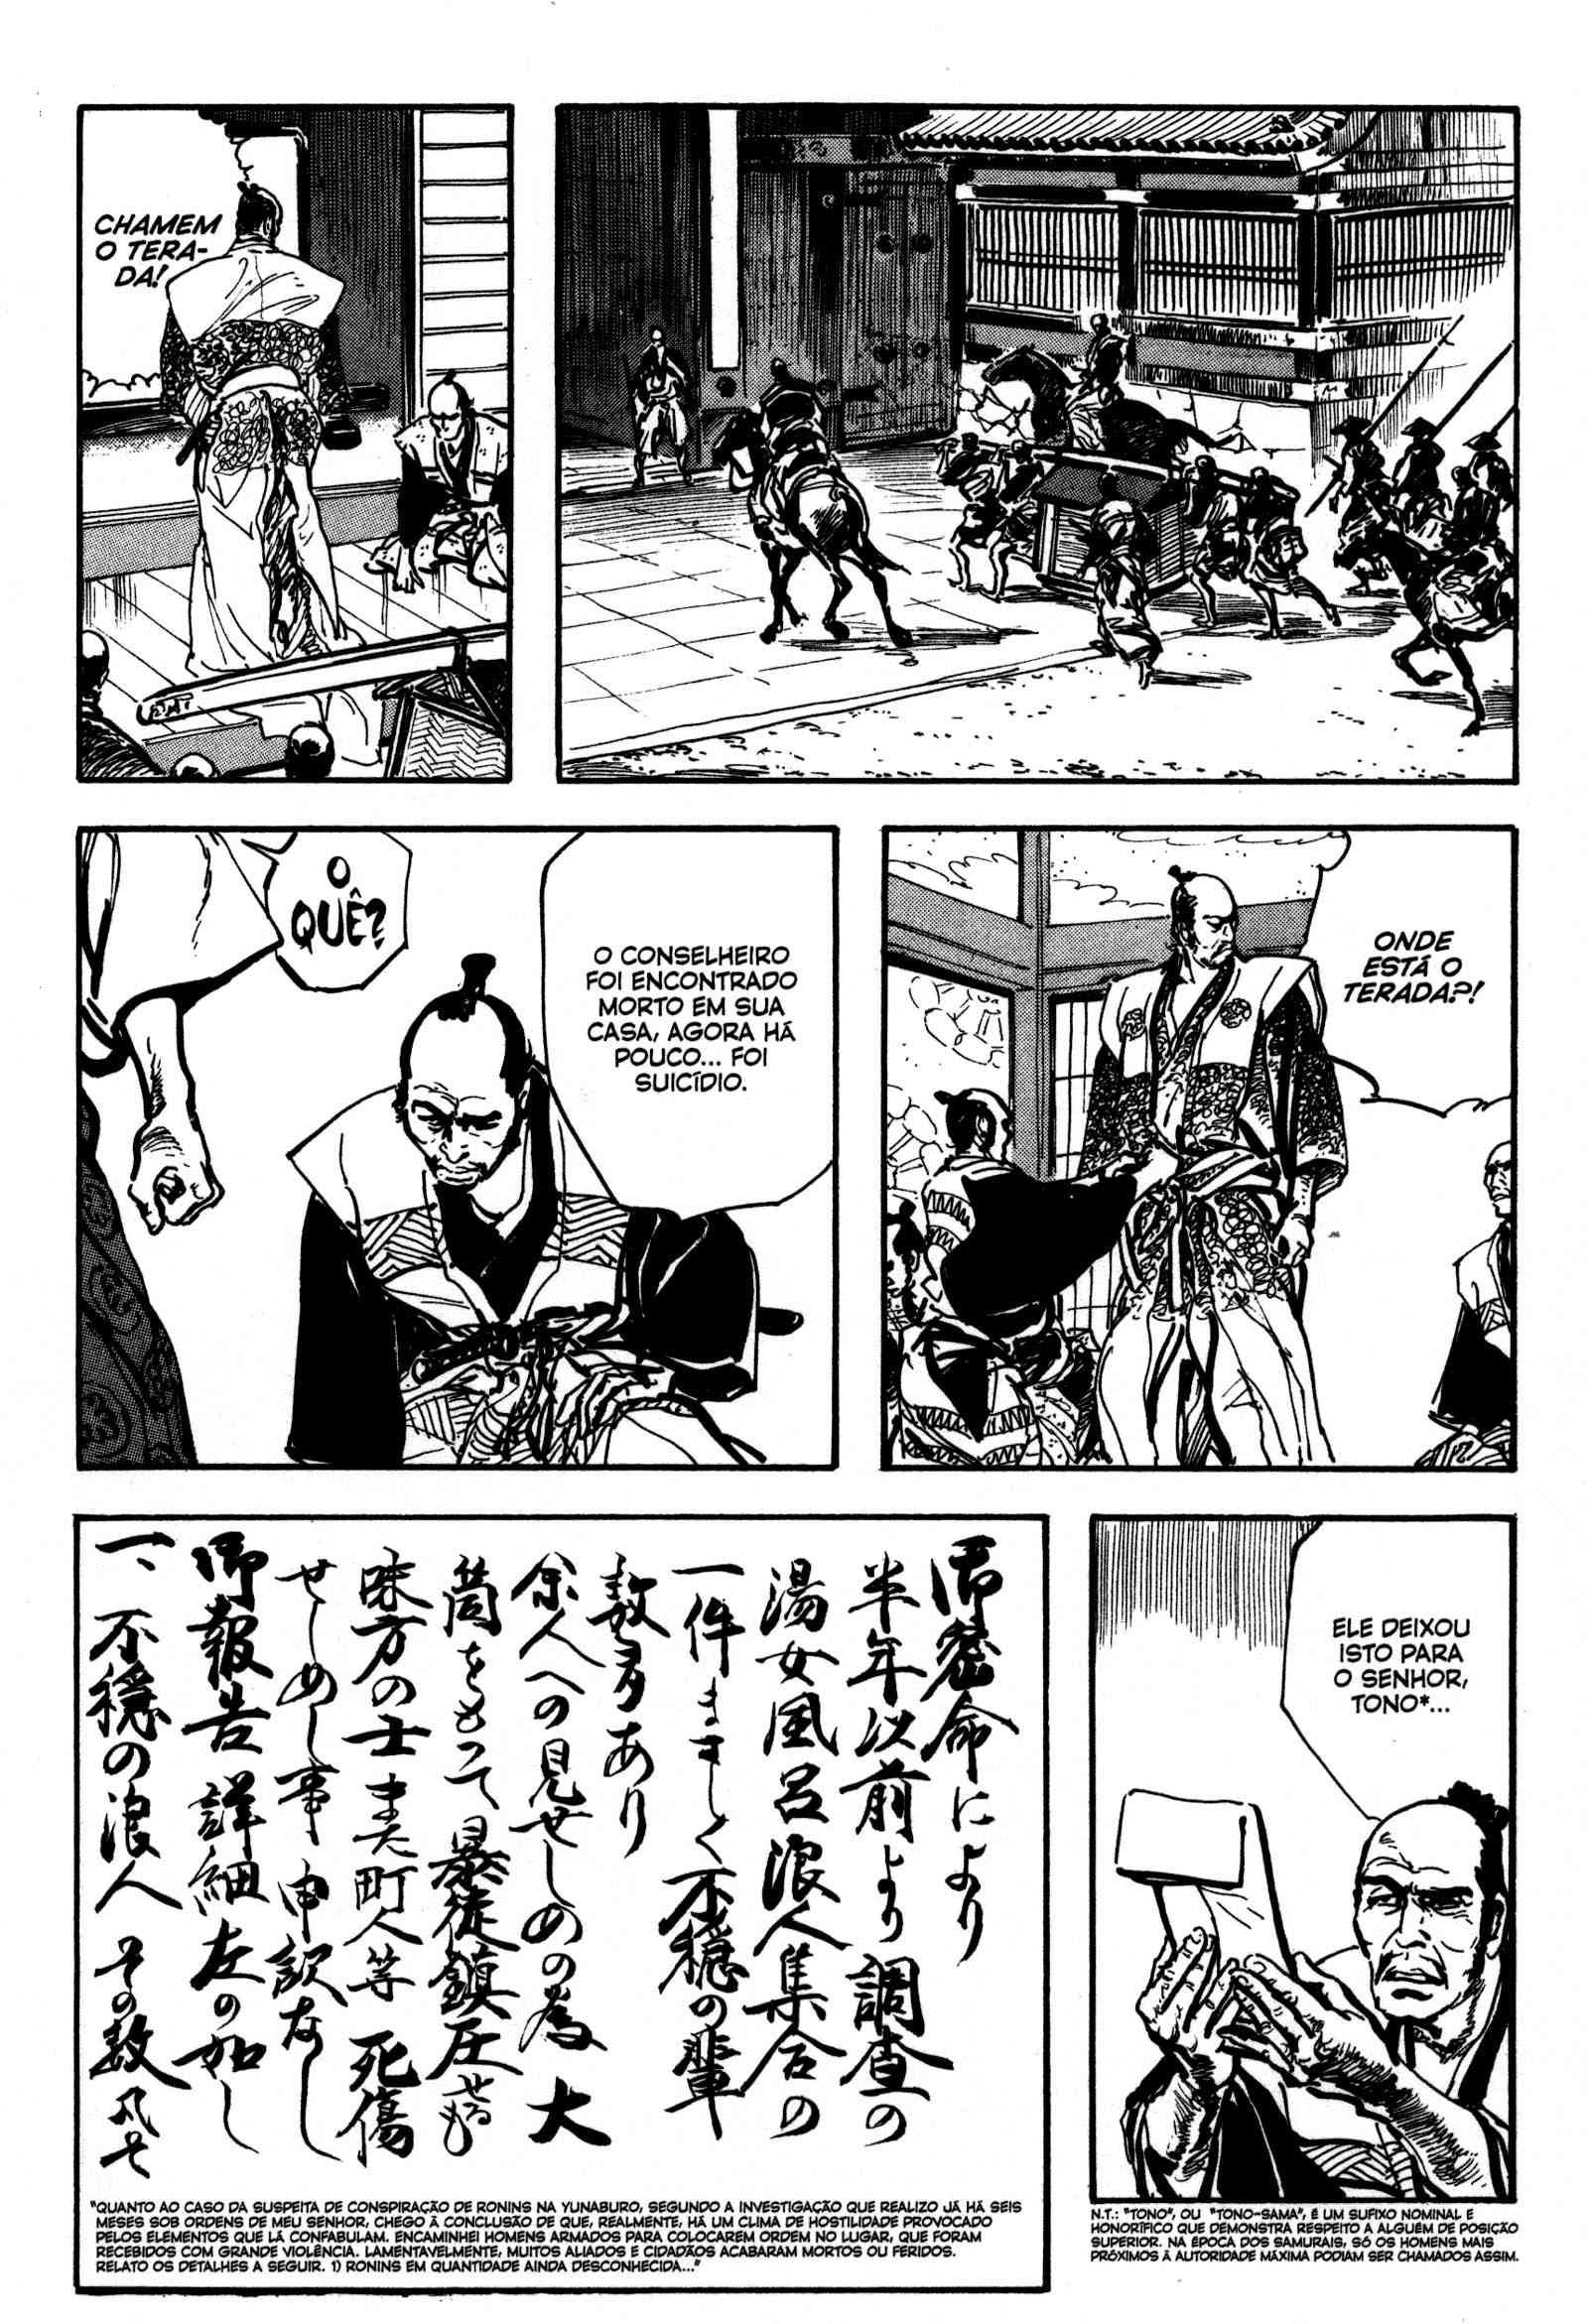 CHAMEM
O TERA-
DA!
ONDE
ESTÁ O
TERADA?!
O CONSELHEIRO
FOI ENCONTRADO
MORTO EM SUA
CASA, AGORA HÁ
POUCO... FOI
SUICÍDIO.
O
QUÊ?
ELE DEIXOU
ISTO PARA
O SENHOR,
TONO*...
N.T.: "TONO", OU "TONO-SAMA", É UM SUFIXO NOMINAL E
HONORÍFICO QUE DEMONSTRA RESPEITO A ALGUÉM DE POSIÇÃO
SUPERIOR. NA ÉPOCA DOS SAMURAIS, SÓ OS HOMENS MAIS
PRÓXIMOS À AUTORIDADE MÁXIMA PODIAM SER CHAMADOS ASSIM.
御密命により
半年以前より調査の
湯女風呂浪人集合の
一件まさしく不穏の輩
数多あり
余人への見せしめの為 大
筒をもって暴徒鎮圧せるも
味方の士 町人等 死傷
せしめし事 申訳なし
御報告 詳細左の如し
一、不穏の浪人 その数凡そ
"QUANTO AO CASO DA SUSPEITA DE CONSPIRAÇÃO DE RONINS NA YUNABURO, SEGUNDO A INVESTIGAÇÃO QUE REALIZO JÁ HÁ SEIS
MESES SOB ORDENS DE MEU SENHOR, CHEGO À CONCLUSÃO DE QUE, REALMENTE, HÁ UM CLIMA DE HOSTILIDADE PROVOCADO
PELOS ELEMENTOS QUE LÁ CONFABULAM. ENCAMINHEI HOMENS ARMADOS PARA COLOCAREM ORDEM NO LUGAR, QUE FORAM
RECEBIDOS COM GRANDE VIOLÊNCIA. LAMENTAVELMENTE, MUITOS ALIADOS E CIDADÃOS ACABARAM MORTOS OU FERIDOS.
RELATO OS DETALHES A SEGUIR. 1) RONINS EM QUANTIDADE AINDA DESCONHECIDA..."